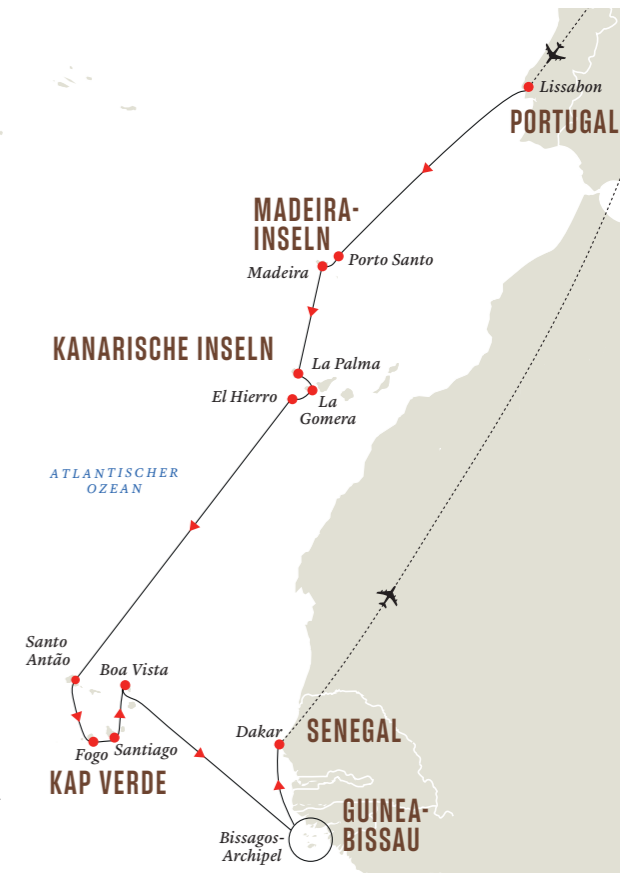 Lissabon
PORTUGAL
MADEIRA-
INSELN
Porto Santo
Madeira
KANARISCHE INSELN
La Palma
El Hierro
La
Gomera
ATLANTISCHER
OZEAN
Santo
Antão
Boa Vista
Dakar
SENEGAL
Fogo
Santiago
KAP VERDE
GUINEA-
BISSAU
Bissagos-
Archipel